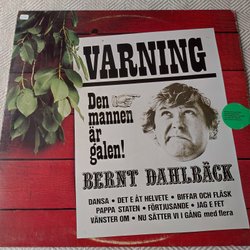 VARNING
Den
mannen
är
galen!
BERNT DAHLBÄCK
DANSA • DET E ÅT HELVETE • BIFFAR OCH FLÄSK
PAPPA STATEN • FÖRTJUSANDE • JAG E FET
VÄNSTER OM • NU SÄTTER VI I GÅNG med flera